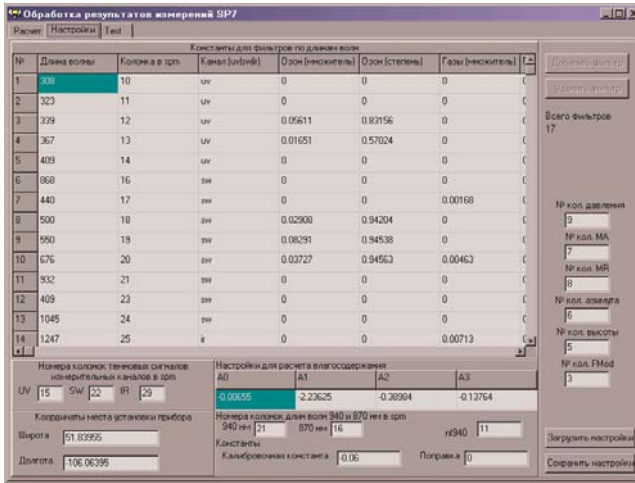 Обработка результатов измерений SP7
Расчет Настройки Test
Константы для фильтров по длинам волн
№ Длина волны Колонка в spm Канал (uv|sw|ir) Озон (множитель) Озон (степень) Газы (множитель)
1 308 10 uv 0 0 0
2 323 11 uv 0 0 0
3 339 12 uv 0.05611 0.83156 0
4 367 13 uv 0.01651 0.57024 0
5 409 14 uv 0 0 0
6 868 16 sw 0 0 0
7 440 17 sw 0 0 0.00168
8 500 18 sw 0.02908 0.94204 0
9 550 19 sw 0.08291 0.94538 0
10 676 20 sw 0.03727 0.94563 0.00463
11 932 21 sw 0 0 0
12 409 23 sw 0 0 0
13 1045 24 sw 0 0 0
14 1247 25 ir 0 0 0.00713
Добавить фильтр
Удалить фильтр
Всего фильтров
17
№ кол. давления
9
№ кол. MA
7
№ кол. MR
8
№ кол. азимута
6
№ кол. высоты
5
№ кол. FMod
3
Загрузить настройки
Сохранить настройки
Номера колонок темновых сигналов
измерительных каналов в spm
UV 15 SW 22 IR 29
Координаты места установки прибора
Широта 51.83955
Долгота -106.06395
Настройки для расчета влагосодержания
A0 A1 A2 A3
-0.00655 -2.23625 -0.38984 -0.13764
Номера колонок длин волн 940 и 870 нм в spm
940 нм 21 870 нм 16 nl940 11
Константы
Калибровочная константа -0.06 Поправка 0